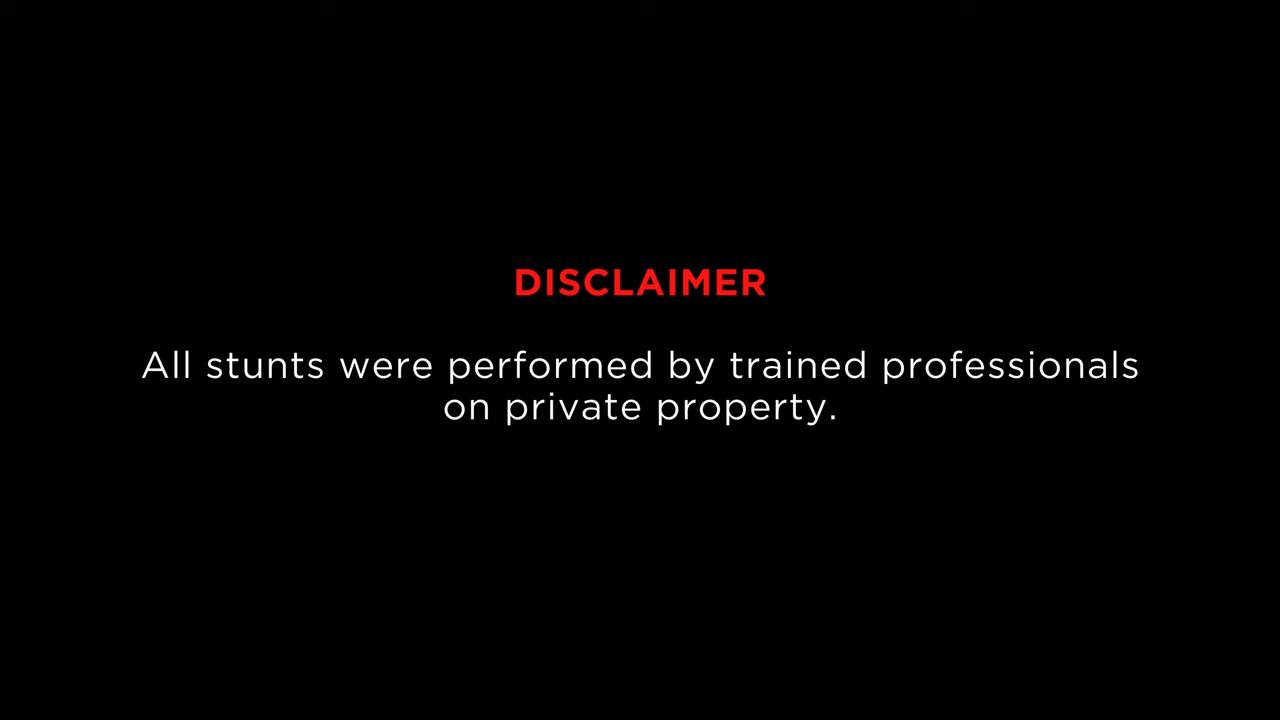 DISCLAIMER
All stunts were performed by trained professionals
on private property.